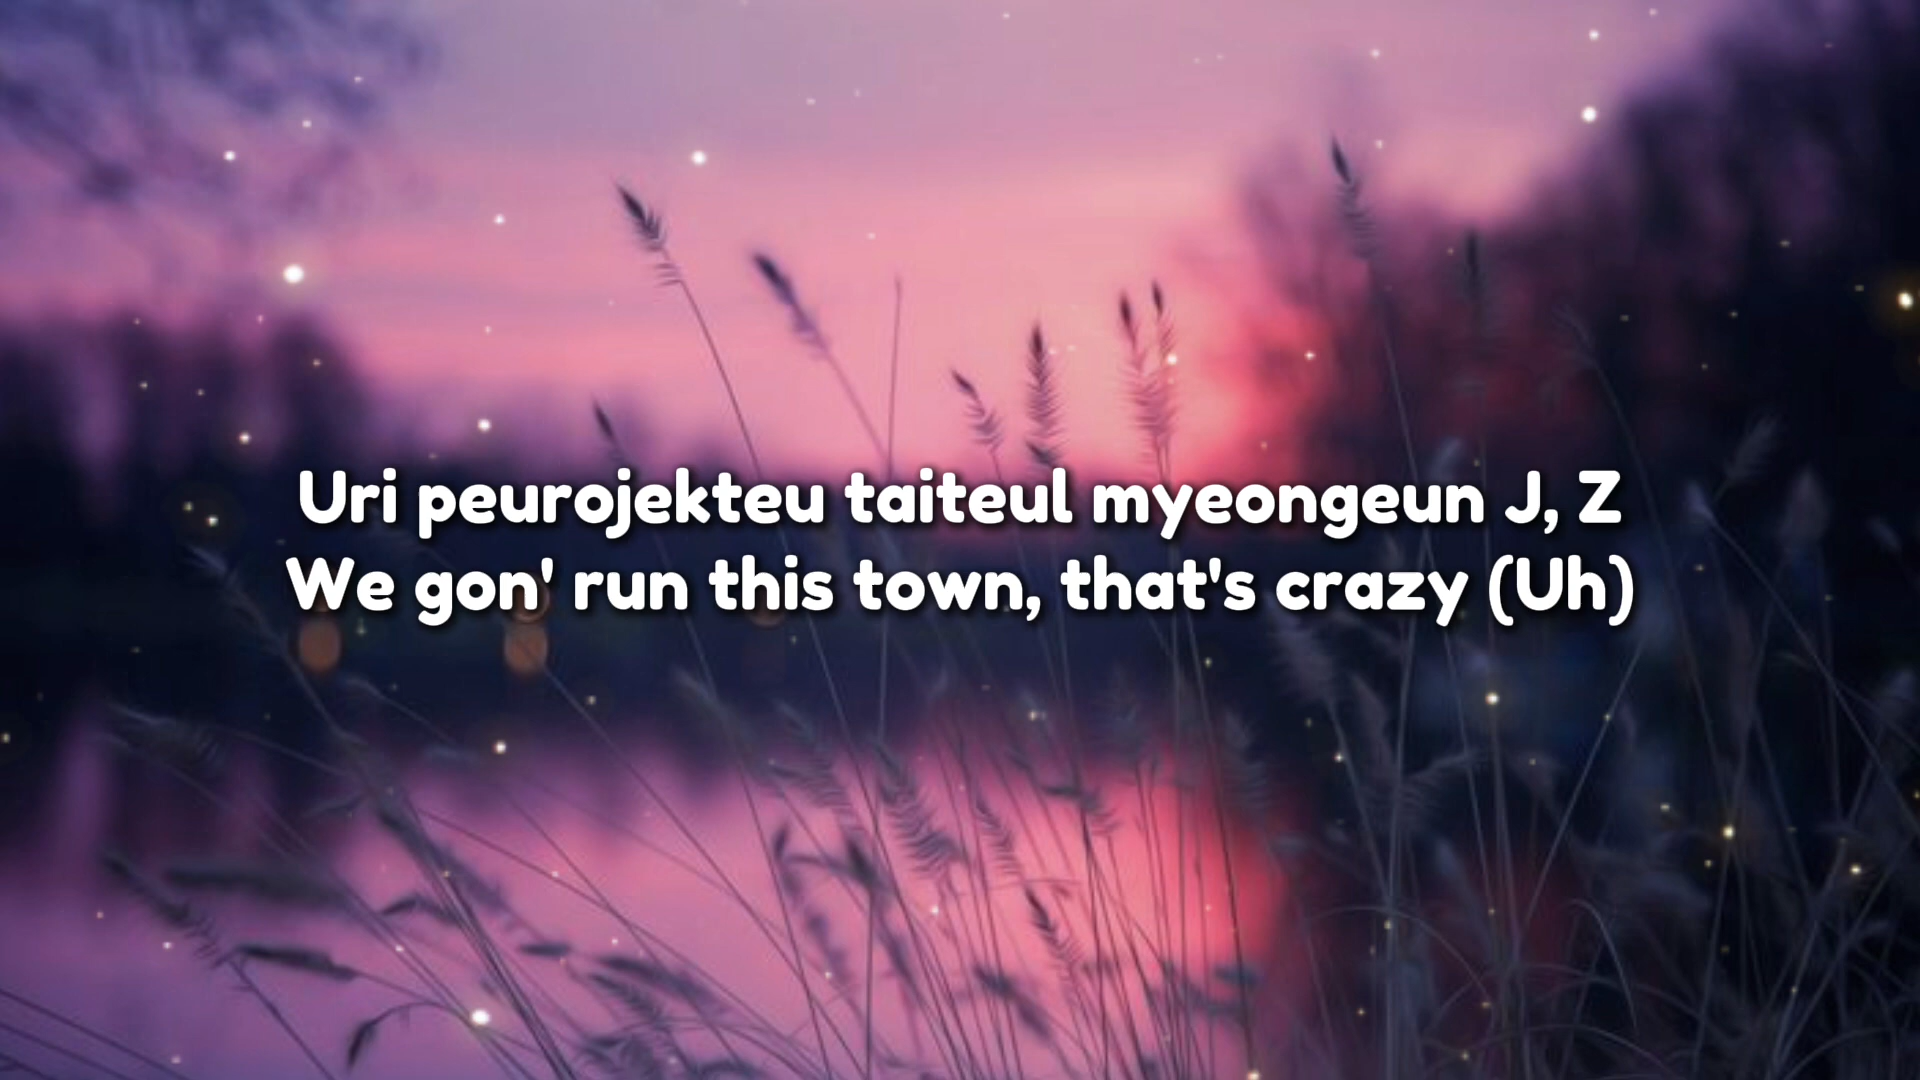 Uri peurojekteu taiteul myeongeun J, Z
We gon' run this town, that's crazy (Uh)